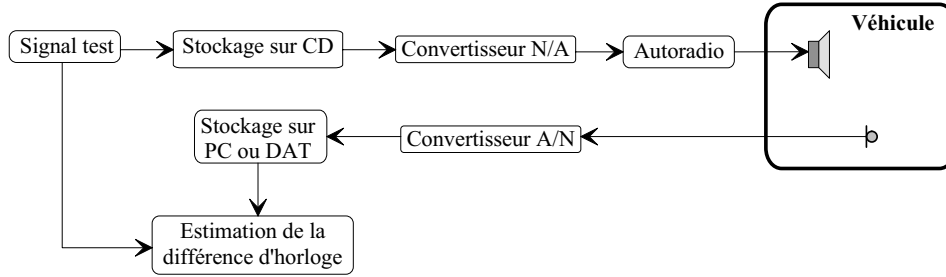 Véhicule
Signal test
Stockage sur CD
Convertisseur N/A
Autoradio
Stockage sur
PC ou DAT
Convertisseur A/N
Estimation de la
différence d'horloge